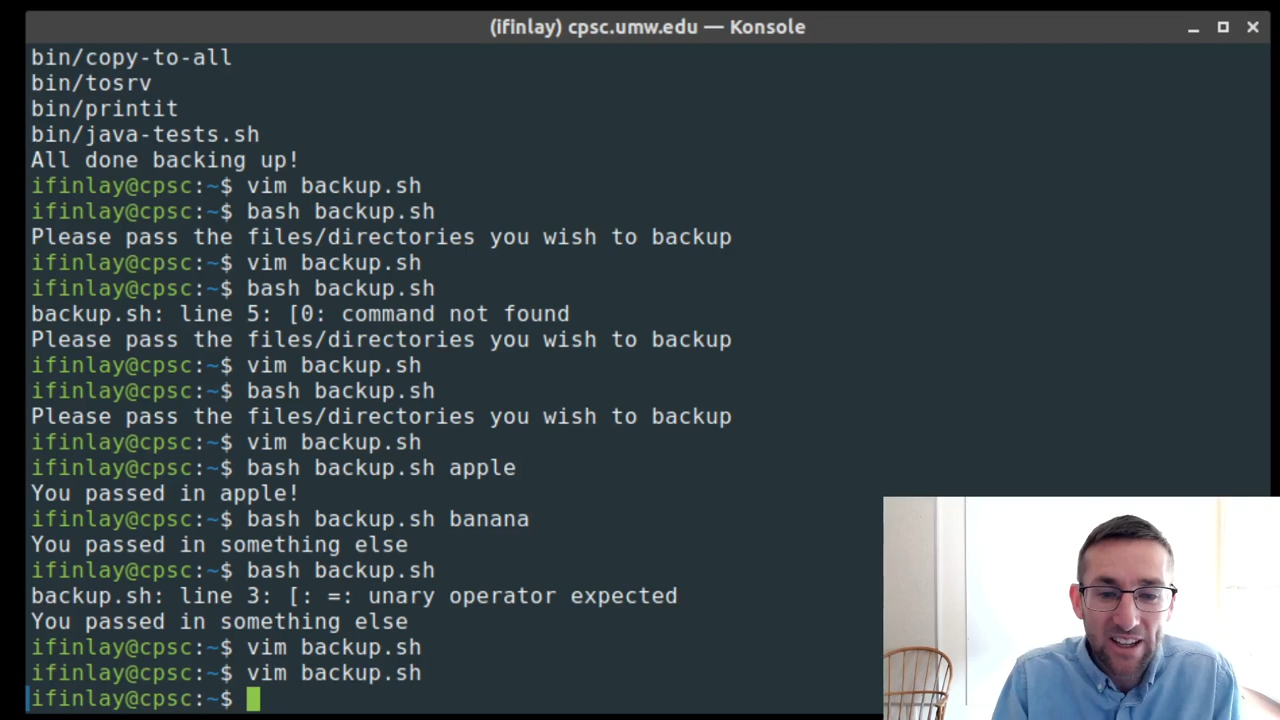 (ifinlay) cpsc.umw.edu — Konsole
bin/copy-to-all
bin/tosrv
bin/printit
bin/java-tests.sh
All done backing up!
ifinlay@cpsc:~$ vim backup.sh
ifinlay@cpsc:~$ bash backup.sh
Please pass the files/directories you wish to backup
ifinlay@cpsc:~$ vim backup.sh
ifinlay@cpsc:~$ bash backup.sh
backup.sh: line 5: [0: command not found
Please pass the files/directories you wish to backup
ifinlay@cpsc:~$ vim backup.sh
ifinlay@cpsc:~$ bash backup.sh
Please pass the files/directories you wish to backup
ifinlay@cpsc:~$ vim backup.sh
ifinlay@cpsc:~$ bash backup.sh apple
You passed in apple!
ifinlay@cpsc:~$ bash backup.sh banana
You passed in something else
ifinlay@cpsc:~$ bash backup.sh
backup.sh: line 3: [: =: unary operator expected
You passed in something else
ifinlay@cpsc:~$ vim backup.sh
ifinlay@cpsc:~$ vim backup.sh
ifinlay@cpsc:~$